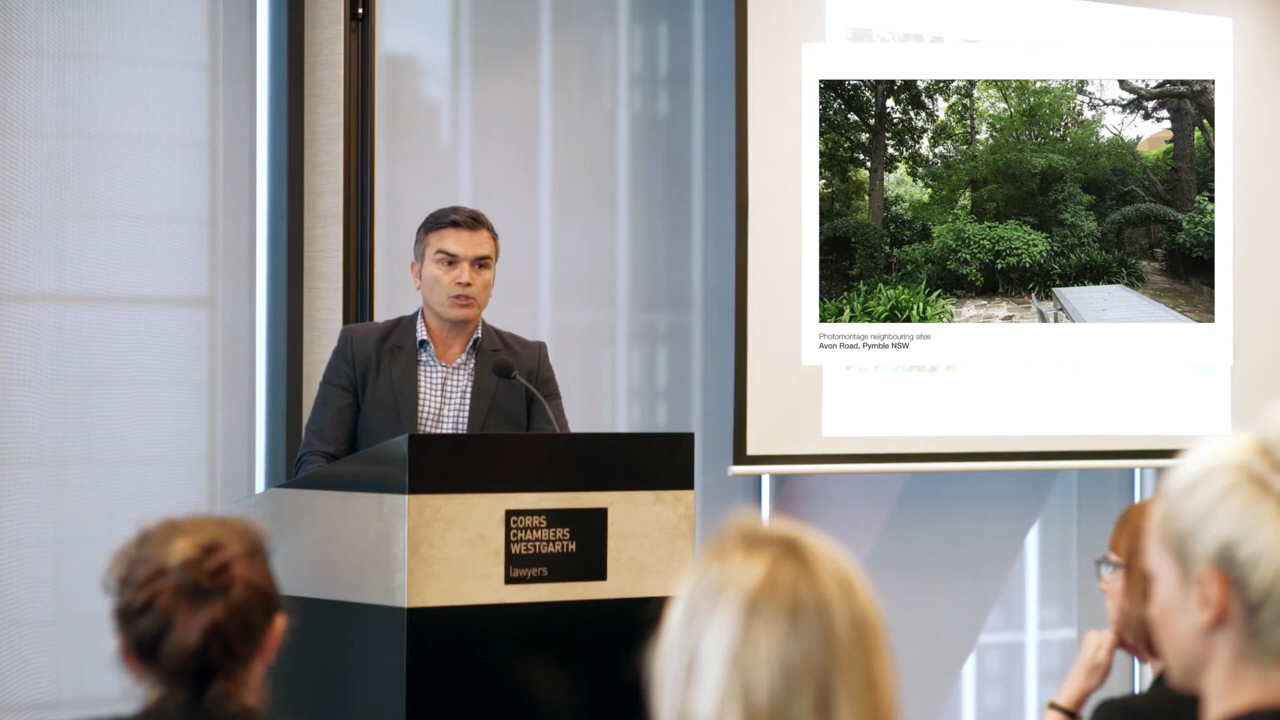 Photomontage neighbouring sites
Avon Road, Pymble NSW
CORRS
CHAMBERS
WESTGARTH
lawyers